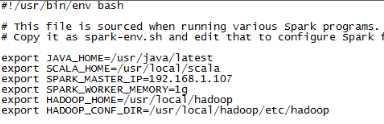 #!/usr/bin/env bash
# This file is sourced when running various Spark programs.
# Copy it as spark-env.sh and edit that to configure Spark f
export JAVA_HOME=/usr/java/latest
export SCALA_HOME=/usr/local/scala
export SPARK_MASTER_IP=192.168.1.107
export SPARK_WORKER_MEMORY=1g
export HADOOP_HOME=/usr/local/hadoop
export HADOOP_CONF_DIR=/usr/local/hadoop/etc/hadoop